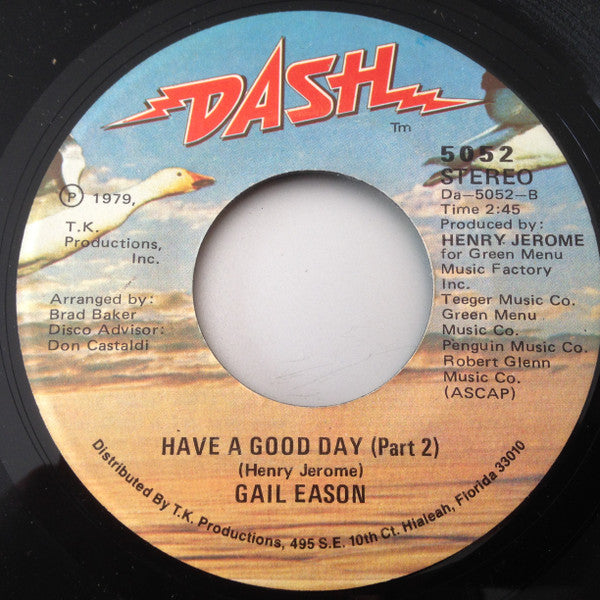 DASH
Tm
℗ 1979,
T.K.
Productions,
Inc.
Arranged by:
Brad Baker
Disco Advisor:
Don Castaldi
5052
STEREO
Da-5052-B
Time 2:45
Produced by:
HENRY JEROME
for Green Menu
Music Factory
Inc.
Teeger Music Co.
Green Menu
Music Co.
Penguin Music Co.
Robert Glenn
Music Co.
(ASCAP)
HAVE A GOOD DAY (Part 2)
(Henry Jerome)
GAIL EASON
Distributed By T.K. Productions, 495 S.E. 10th Ct. Hialeah, Florida 33010